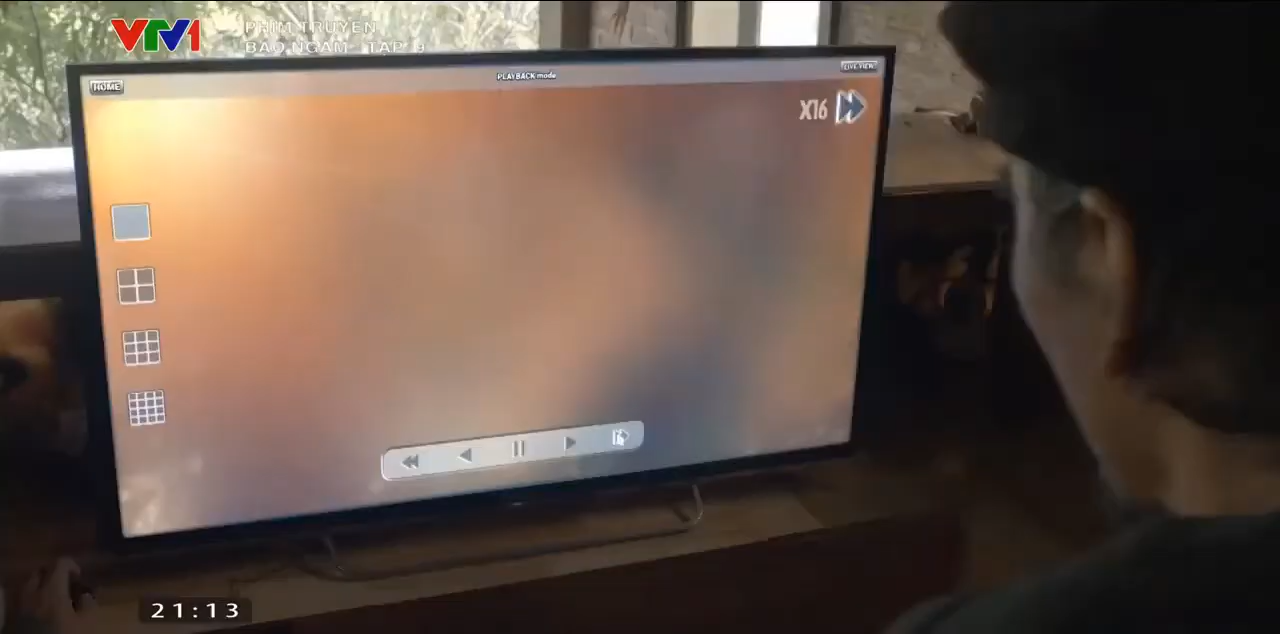 VTV1
PHIM TRUYỆN
BÃO NGẦM TẬP 9
HOME
PLAYBACK mode
LIVE VIEW
X16
21:13